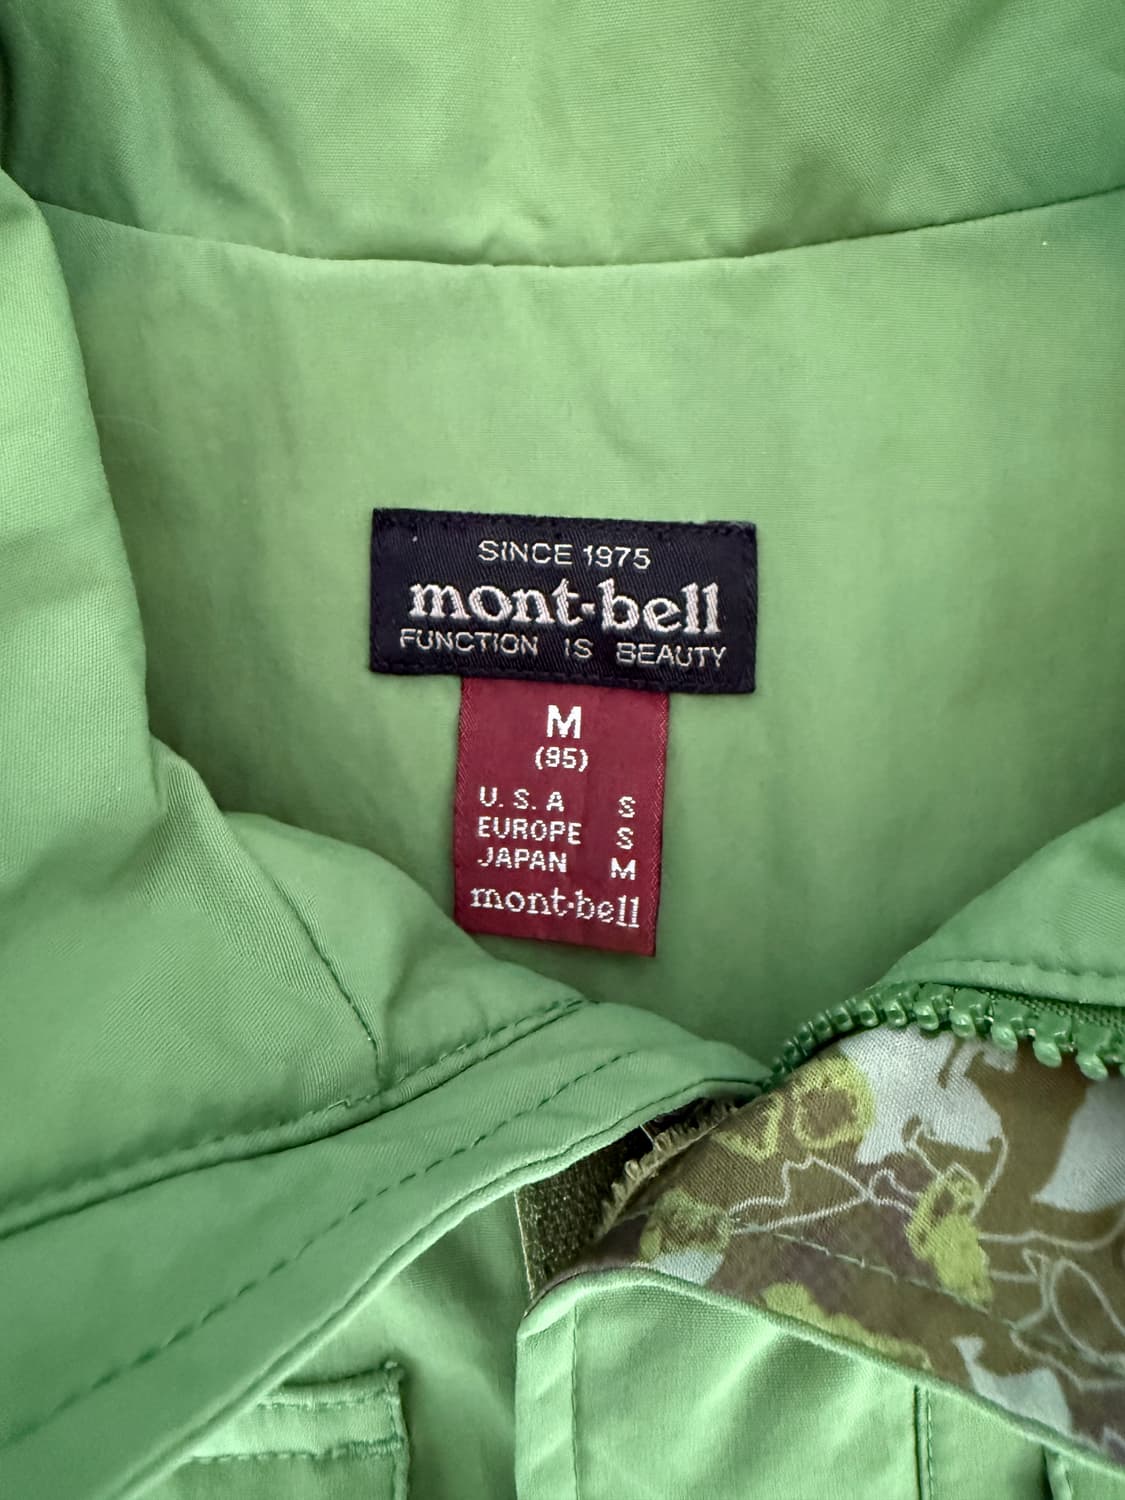 SINCE 1975
mont-bell
FUNCTION IS BEAUTY
M
(95)
U.S.A S
EUROPE S
JAPAN M
mont-bell